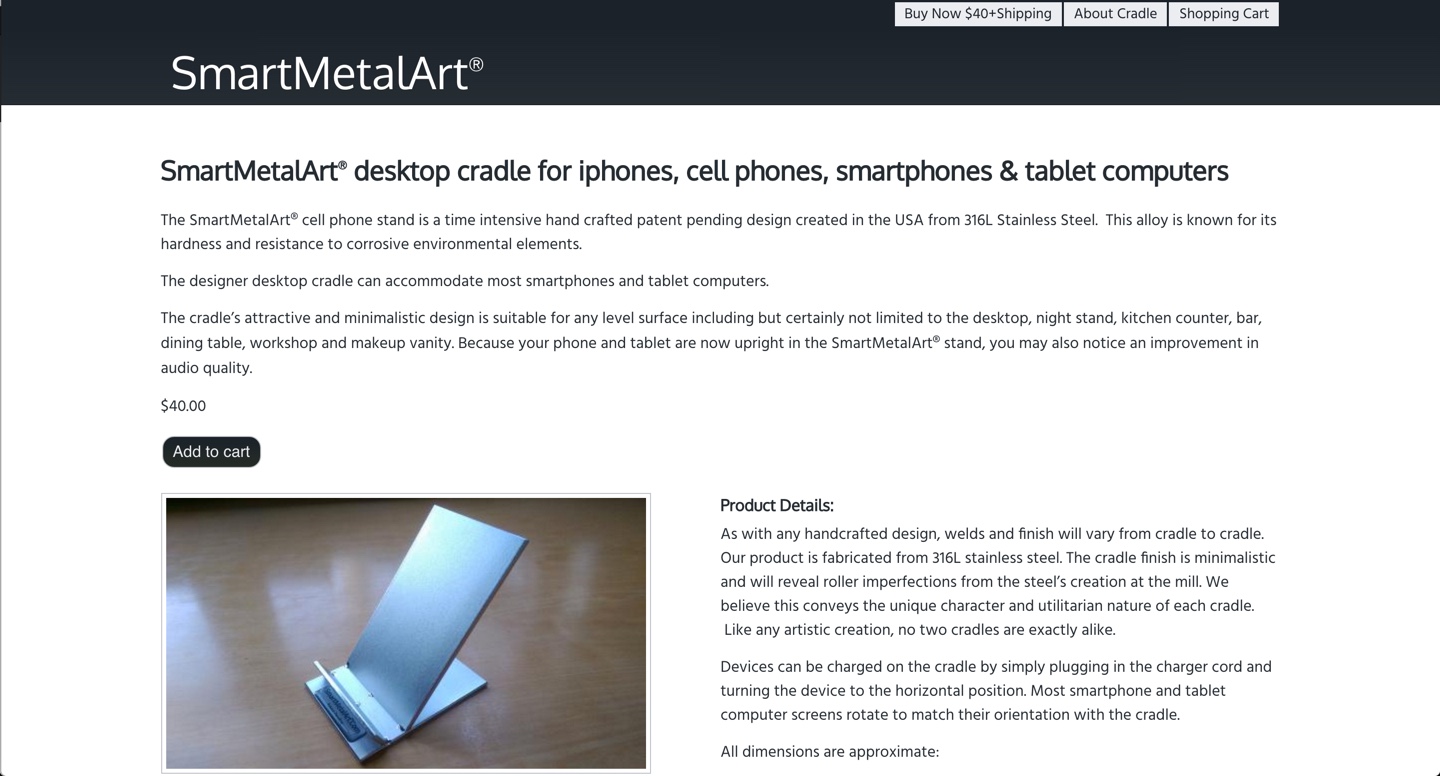 Buy Now $40+Shipping About Cradle Shopping Cart
SmartMetalArt®
SmartMetalArt® desktop cradle for iphones, cell phones, smartphones & tablet computers
The SmartMetalArt® cell phone stand is a time intensive hand crafted patent pending design created in the USA from 316L Stainless Steel.  This alloy is known for its
hardness and resistance to corrosive environmental elements.
The designer desktop cradle can accommodate most smartphones and tablet computers.
The cradle’s attractive and minimalistic design is suitable for any level surface including but certainly not limited to the desktop, night stand, kitchen counter, bar,
dining table, workshop and makeup vanity. Because your phone and tablet are now upright in the SmartMetalArt® stand, you may also notice an improvement in
audio quality.
$40.00
Add to cart
Product Details:
As with any handcrafted design, welds and finish will vary from cradle to cradle.
Our product is fabricated from 316L stainless steel. The cradle finish is minimalistic
and will reveal roller imperfections from the steel’s creation at the mill. We
believe this conveys the unique character and utilitarian nature of each cradle.
Like any artistic creation, no two cradles are exactly alike.
Devices can be charged on the cradle by simply plugging in the charger cord and
turning the device to the horizontal position. Most smartphone and tablet
computer screens rotate to match their orientation with the cradle.
All dimensions are approximate: